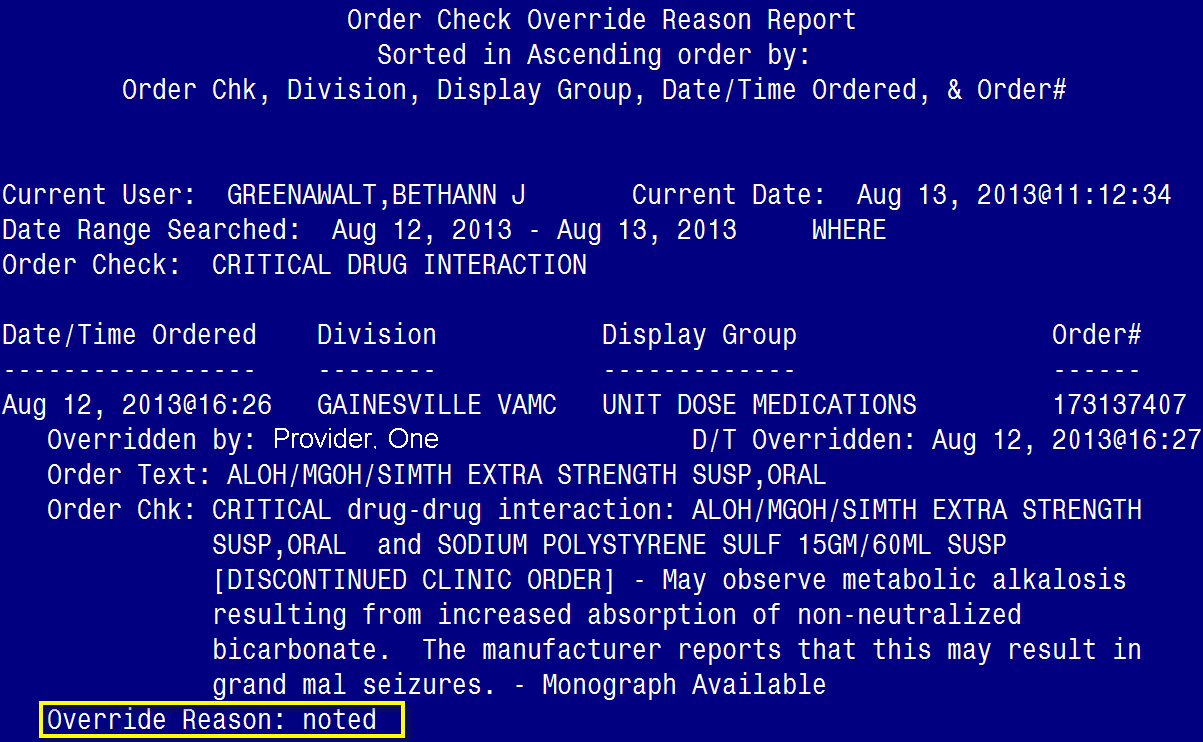 Order Check Override Reason Report
Sorted in Ascending order by:
Order Chk, Division, Display Group, Date/Time Ordered, & Order#
Current User:  GREENAWALT,BETHANN J       Current Date:  Aug 13, 2013@11:12:34
Date Range Searched:  Aug 12, 2013 - Aug 13, 2013     WHERE
Order Check:  CRITICAL DRUG INTERACTION
Date/Time Ordered    Division           Display Group                 Order#
-----------------    --------           -------------                 ------
Aug 12, 2013@16:26   GAINESVILLE VAMC   UNIT DOSE MEDICATIONS         173137407
Overridden by: Provider, One                 D/T Overridden: Aug 12, 2013@16:27
Order Text: ALOH/MGOH/SIMTH EXTRA STRENGTH SUSP,ORAL
Order Chk: CRITICAL drug-drug interaction: ALOH/MGOH/SIMTH EXTRA STRENGTH
SUSP,ORAL  and SODIUM POLYSTYRENE SULF 15GM/60ML SUSP
[DISCONTINUED CLINIC ORDER] - May observe metabolic alkalosis
resulting from increased absorption of non-neutralized
bicarbonate.  The manufacturer reports that this may result in
grand mal seizures. - Monograph Available
Override Reason: noted